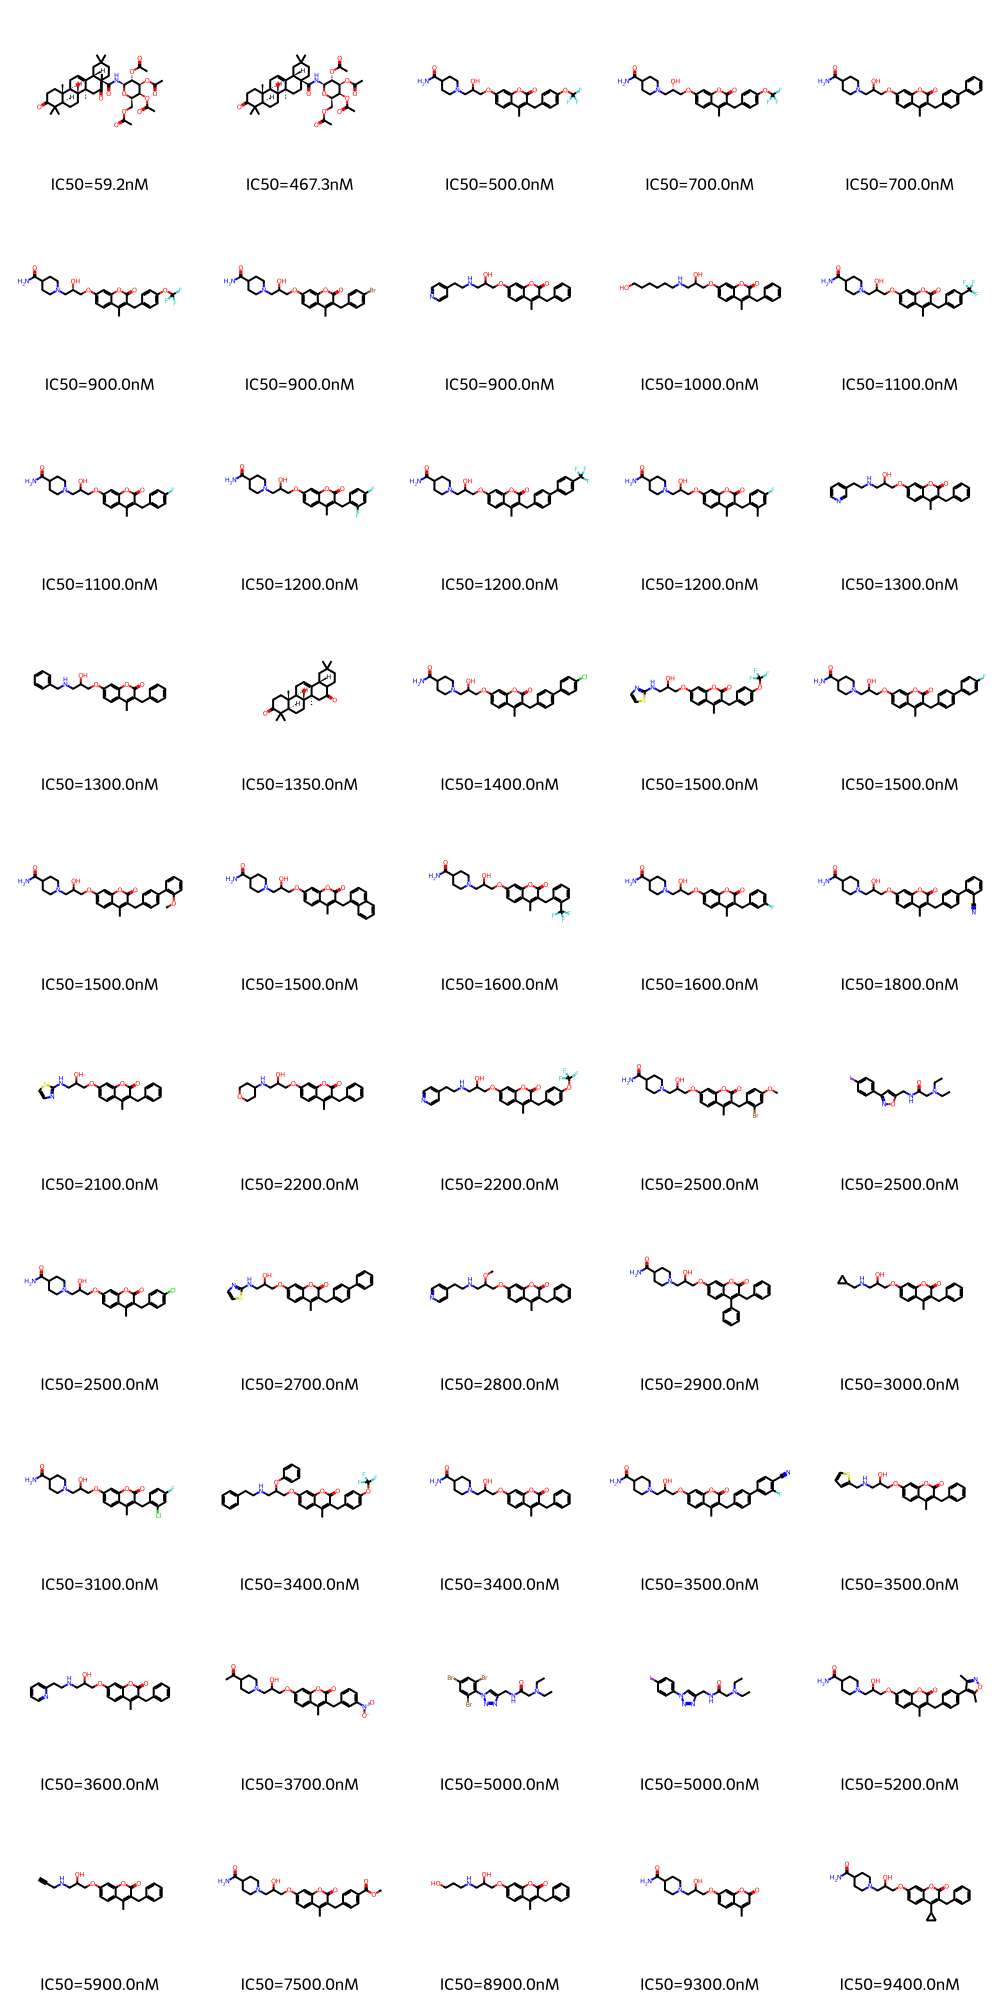 IC50=59.2nM IC50=467.3nM IC50=500.0nM IC50=700.0nM IC50=700.0nM
IC50=900.0nM IC50=900.0nM IC50=900.0nM IC50=1000.0nM IC50=1100.0nM
IC50=1100.0nM IC50=1200.0nM IC50=1200.0nM IC50=1200.0nM IC50=1300.0nM
IC50=1300.0nM IC50=1350.0nM IC50=1400.0nM IC50=1500.0nM IC50=1500.0nM
IC50=1500.0nM IC50=1500.0nM IC50=1600.0nM IC50=1600.0nM IC50=1800.0nM
IC50=2100.0nM IC50=2200.0nM IC50=2200.0nM IC50=2500.0nM IC50=2500.0nM
IC50=2500.0nM IC50=2700.0nM IC50=2800.0nM IC50=2900.0nM IC50=3000.0nM
IC50=3100.0nM IC50=3400.0nM IC50=3400.0nM IC50=3500.0nM IC50=3500.0nM
IC50=3600.0nM IC50=3700.0nM IC50=5000.0nM IC50=5000.0nM IC50=5200.0nM
IC50=5900.0nM IC50=7500.0nM IC50=8900.0nM IC50=9300.0nM IC50=9400.0nM